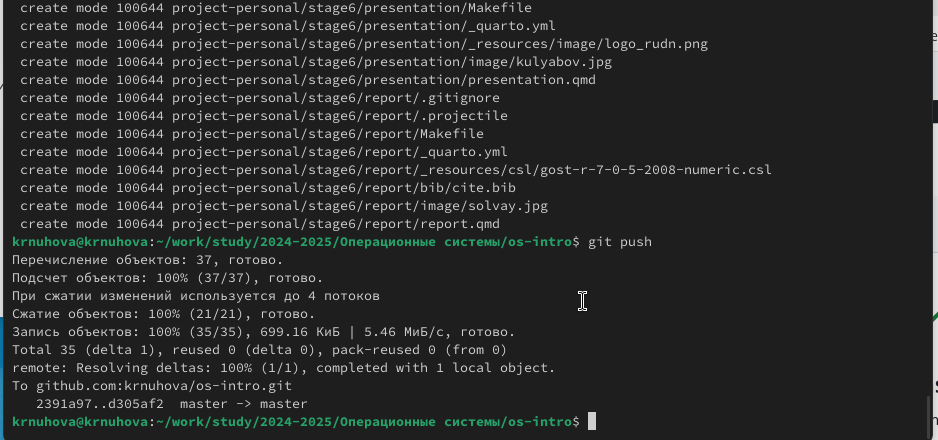 create mode 100644 project-personal/stage6/presentation/Makefile
create mode 100644 project-personal/stage6/presentation/_quarto.yml
create mode 100644 project-personal/stage6/presentation/_resources/image/logo_rudn.png
create mode 100644 project-personal/stage6/presentation/image/kulyabov.jpg
create mode 100644 project-personal/stage6/presentation/presentation.qmd
create mode 100644 project-personal/stage6/report/.gitignore
create mode 100644 project-personal/stage6/report/.projectile
create mode 100644 project-personal/stage6/report/Makefile
create mode 100644 project-personal/stage6/report/_quarto.yml
create mode 100644 project-personal/stage6/report/_resources/csl/gost-r-7-0-5-2008-numeric.csl
create mode 100644 project-personal/stage6/report/bib/cite.bib
create mode 100644 project-personal/stage6/report/image/solvay.jpg
create mode 100644 project-personal/stage6/report/report.qmd
krnuhova@krnuhova:~/work/study/2024-2025/Операционные системы/os-intro$ git push
Перечисление объектов: 37, готово.
Подсчет объектов: 100% (37/37), готово.
При сжатии изменений используется до 4 потоков
Сжатие объектов: 100% (21/21), готово.
Запись объектов: 100% (35/35), 699.16 КиБ | 5.46 МиБ/с, готово.
Total 35 (delta 1), reused 0 (delta 0), pack-reused 0 (from 0)
remote: Resolving deltas: 100% (1/1), completed with 1 local object.
To github.com:krnuhova/os-intro.git
2391a97..d305af2  master -> master
krnuhova@krnuhova:~/work/study/2024-2025/Операционные системы/os-intro$